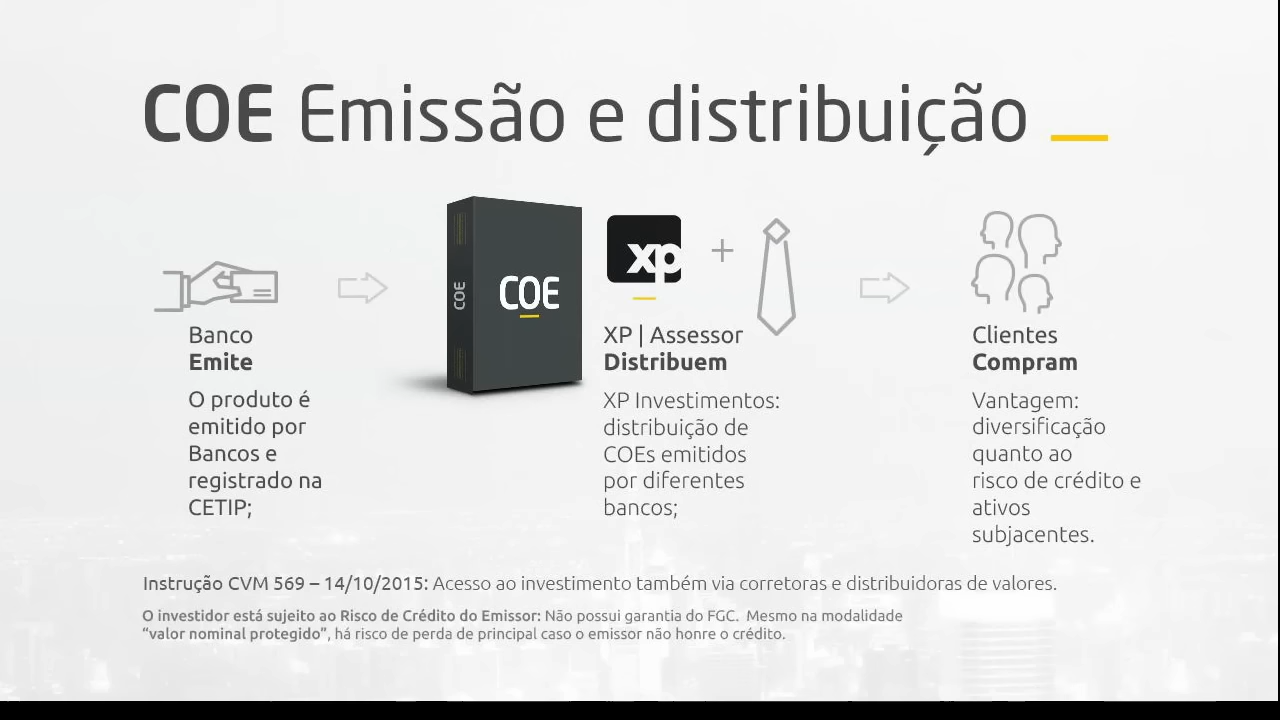 COE Emissão e distribuição
COE
COE
xp
Banco
Emite
O produto é
emitido por
Bancos e
registrado na
CETIP;
XP | Assessor
Distribuem
XP Investimentos:
distribuição de
COEs emitidos
por diferentes
bancos;
Clientes
Compram
Vantagem:
diversificação
quanto ao
risco de crédito e
ativos
subjacentes.
Instrução CVM 569 – 14/10/2015: Acesso ao investimento também via corretoras e distribuidoras de valores.
O investidor está sujeito ao Risco de Crédito do Emissor: Não possui garantia do FGC. Mesmo na modalidade
“valor nominal protegido”, há risco de perda de principal caso o emissor não honre o crédito.